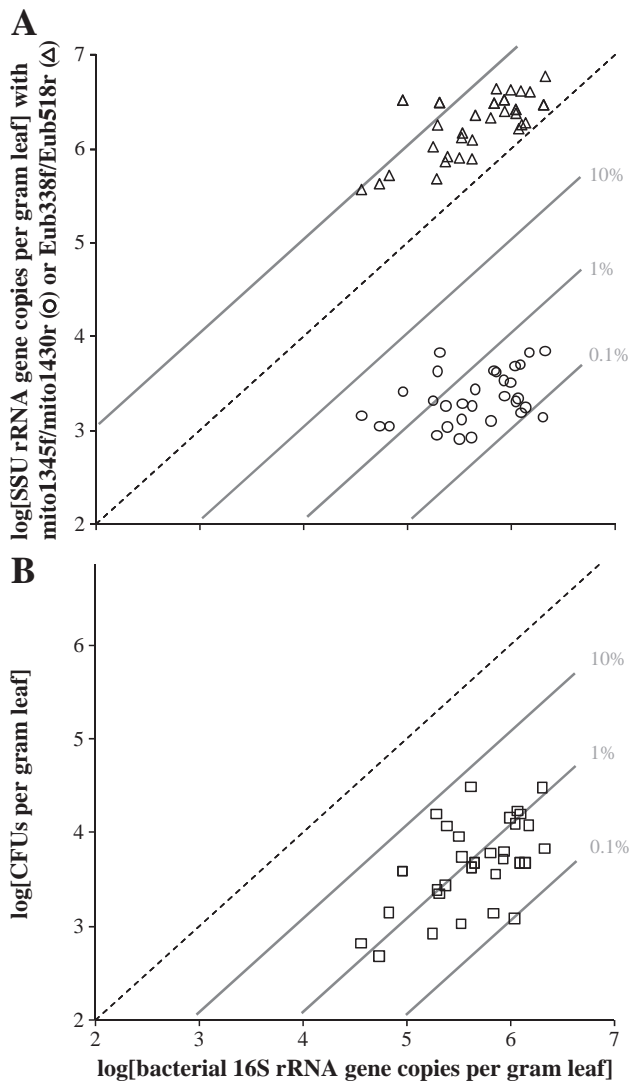 A
log[SSU rRNA gene copies per gram leaf] with
mito1345f/mito1430r (O) or Eub338f/Eub518r (Δ)
7
6
5
4
3
2
10%
1%
0.1%
B
log[CFUs per gram leaf]
6
5
4
3
2
10%
1%
0.1%
2 3 4 5 6 7
log[bacterial 16S rRNA gene copies per gram leaf]